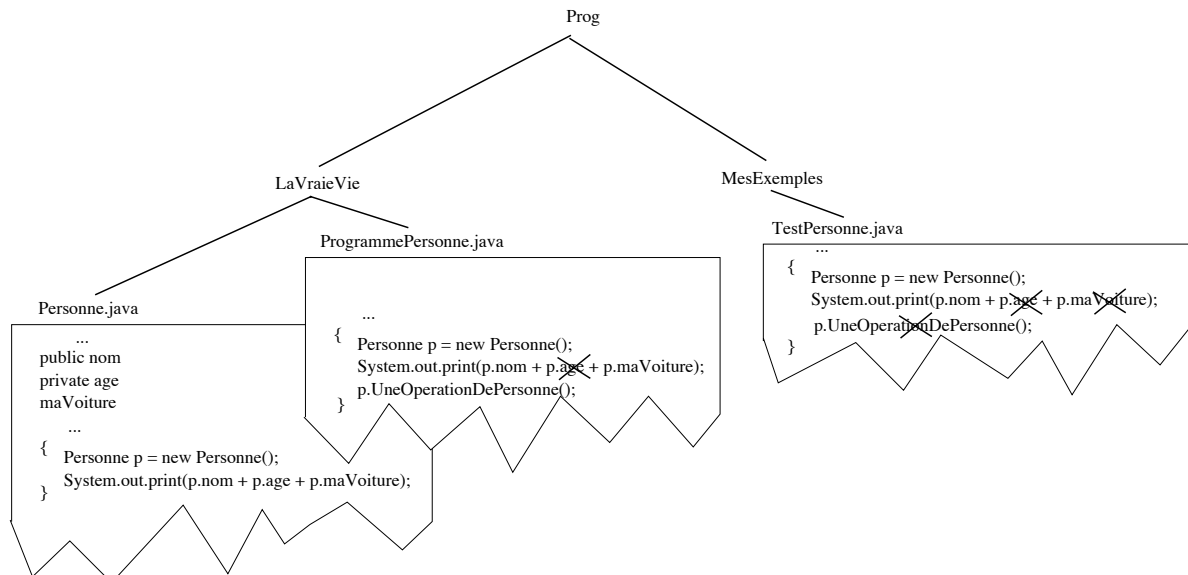 Prog
LaVraieVie
MesExemples
Personne.java
...
public nom
private age
maVoiture
...
{
Personne p = new Personne();
System.out.print(p.nom + p.age + p.maVoiture);
}
ProgrammePersonne.java
...
{
Personne p = new Personne();
System.out.print(p.nom + p.age + p.maVoiture);
p.UneOperationDePersonne();
}
TestPersonne.java
...
{
Personne p = new Personne();
System.out.print(p.nom + p.age + p.maVoiture);
p.UneOperationDePersonne();
}